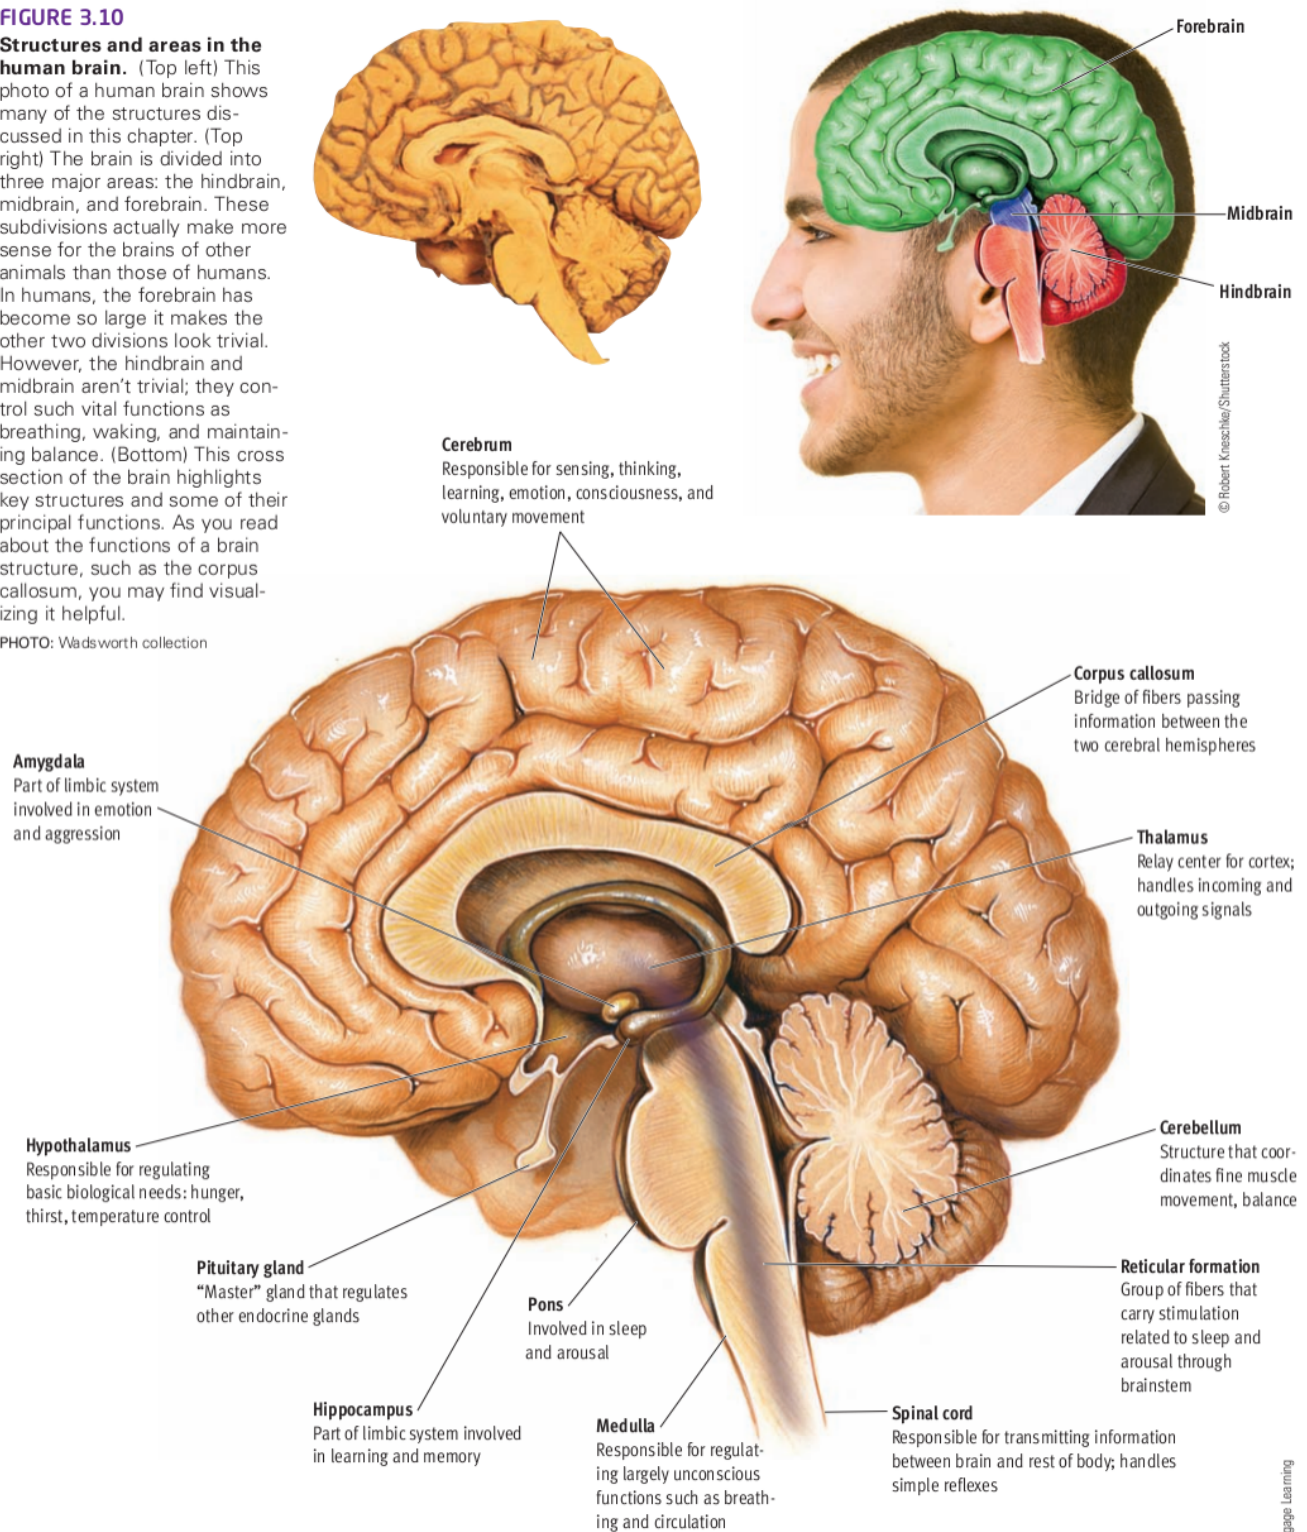 FIGURE 3.10
Structures and areas in the
human brain. (Top left) This
photo of a human brain shows
many of the structures dis-
cussed in this chapter. (Top
right) The brain is divided into
three major areas: the hindbrain,
midbrain, and forebrain. These
subdivisions actually make more
sense for the brains of other
animals than those of humans.
In humans, the forebrain has
become so large it makes the
other two divisions look trivial.
However, the hindbrain and
midbrain aren't trivial; they con-
trol such vital functions as
breathing, waking, and maintain-
ing balance. (Bottom) This cross
section of the brain highlights
key structures and some of their
principal functions. As you read
about the functions of a brain
structure, such as the corpus
callosum, you may find visual-
izing it helpful.
PHOTO: Wadsworth collection
Forebrain
Midbrain
Hindbrain
© Robert Kneschke/Shutterstock
Cerebrum
Responsible for sensing, thinking,
learning, emotion, consciousness, and
voluntary movement
Corpus callosum
Bridge of fibers passing
information between the
two cerebral hemispheres
Amygdala
Part of limbic system
involved in emotion
and aggression
Thalamus
Relay center for cortex;
handles incoming and
outgoing signals
Hypothalamus
Responsible for regulating
basic biological needs: hunger,
thirst, temperature control
Cerebellum
Structure that coor-
dinates fine muscle
movement, balance
Pituitary gland
"Master" gland that regulates
other endocrine glands
Pons
Involved in sleep
and arousal
Reticular formation
Group of fibers that
carry stimulation
related to sleep and
arousal through
brainstem
Hippocampus
Part of limbic system involved
in learning and memory
Medulla
Responsible for regulat-
ing largely unconscious
functions such as breath-
ing and circulation
Spinal cord
Responsible for transmitting information
between brain and rest of body; handles
simple reflexes
gage Learning